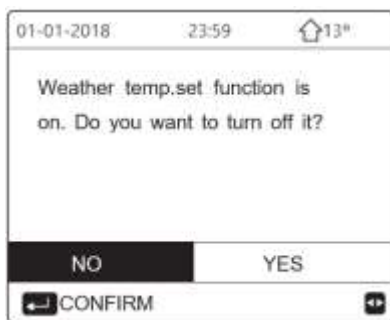 01-01-2018 23:59 13°
Weather temp.set function is
on. Do you want to turn off it?
NO YES
CONFIRM